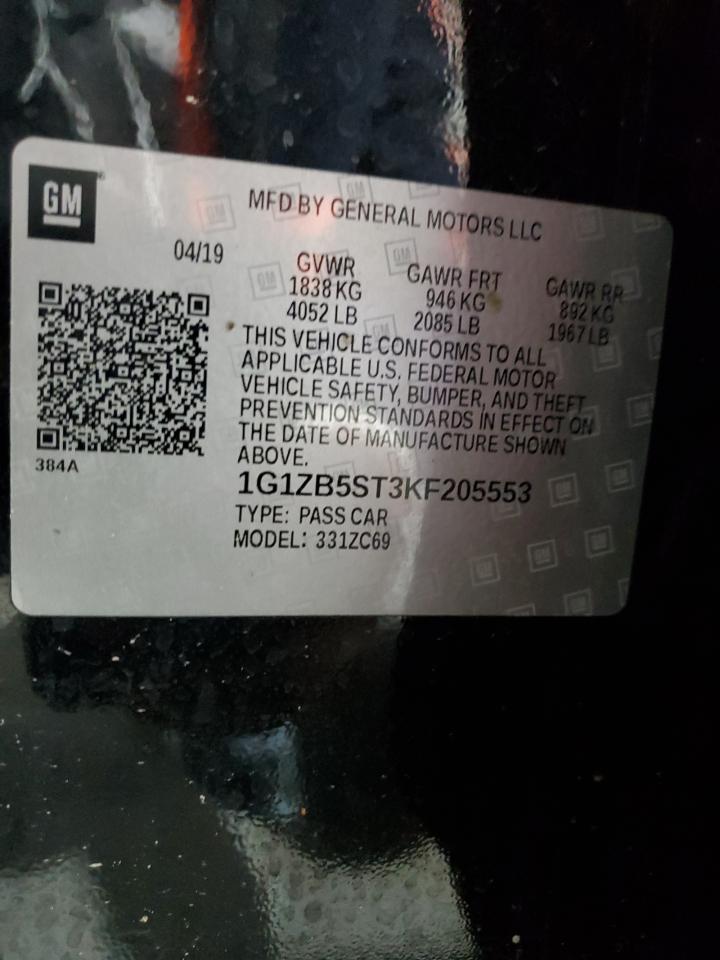 GM
MFD BY GENERAL MOTORS LLC
04/19
GVWR GAWR FRT GAWR RR
1838 KG 946 KG 892 KG
4052 LB 2085 LB 1967 LB
THIS VEHICLE CONFORMS TO ALL
APPLICABLE U.S. FEDERAL MOTOR
VEHICLE SAFETY, BUMPER, AND THEFT
PREVENTION STANDARDS IN EFFECT ON
THE DATE OF MANUFACTURE SHOWN
ABOVE.
384A
1G1ZB5ST3KF205553
TYPE: PASS CAR
MODEL: 331ZC69